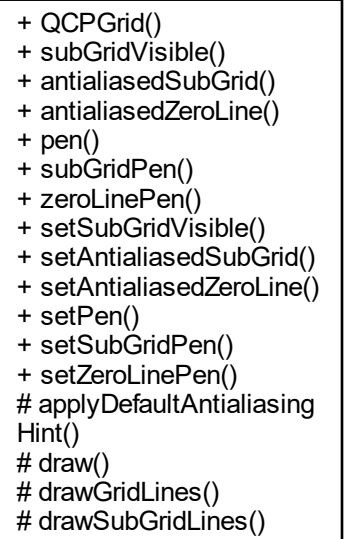 + QCPGrid()
+ subGridVisible()
+ antialiasedSubGrid()
+ antialiasedZeroLine()
+ pen()
+ subGridPen()
+ zeroLinePen()
+ setSubGridVisible()
+ setAntialiasedSubGrid()
+ setAntialiasedZeroLine()
+ setPen()
+ setSubGridPen()
+ setZeroLinePen()
# applyDefaultAntialiasing
Hint()
# draw()
# drawGridLines()
# drawSubGridLines()